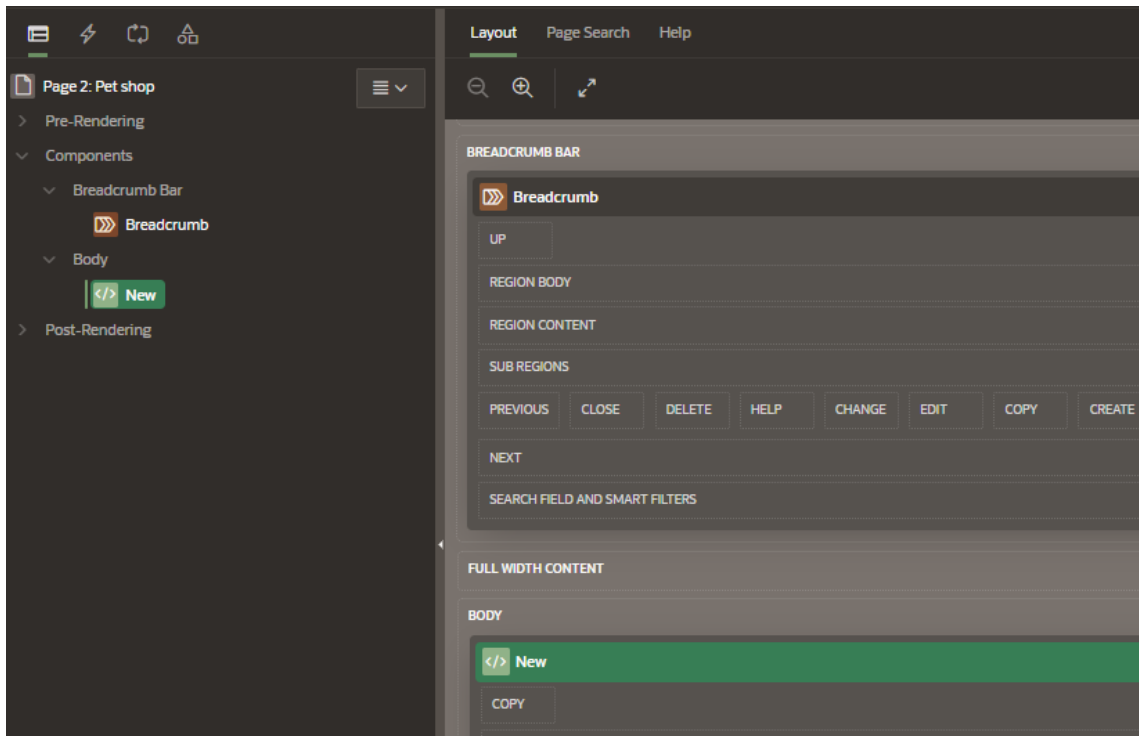 Page 2: Pet shop
Pre-Rendering
Components
Breadcrumb Bar
Breadcrumb
Body
New
Post-Rendering
Layout Page Search Help
BREADCRUMB BAR
Breadcrumb
UP
REGION BODY
REGION CONTENT
SUB REGIONS
PREVIOUS CLOSE DELETE HELP CHANGE EDIT COPY CREATE
NEXT
SEARCH FIELD AND SMART FILTERS
FULL WIDTH CONTENT
BODY
New
COPY